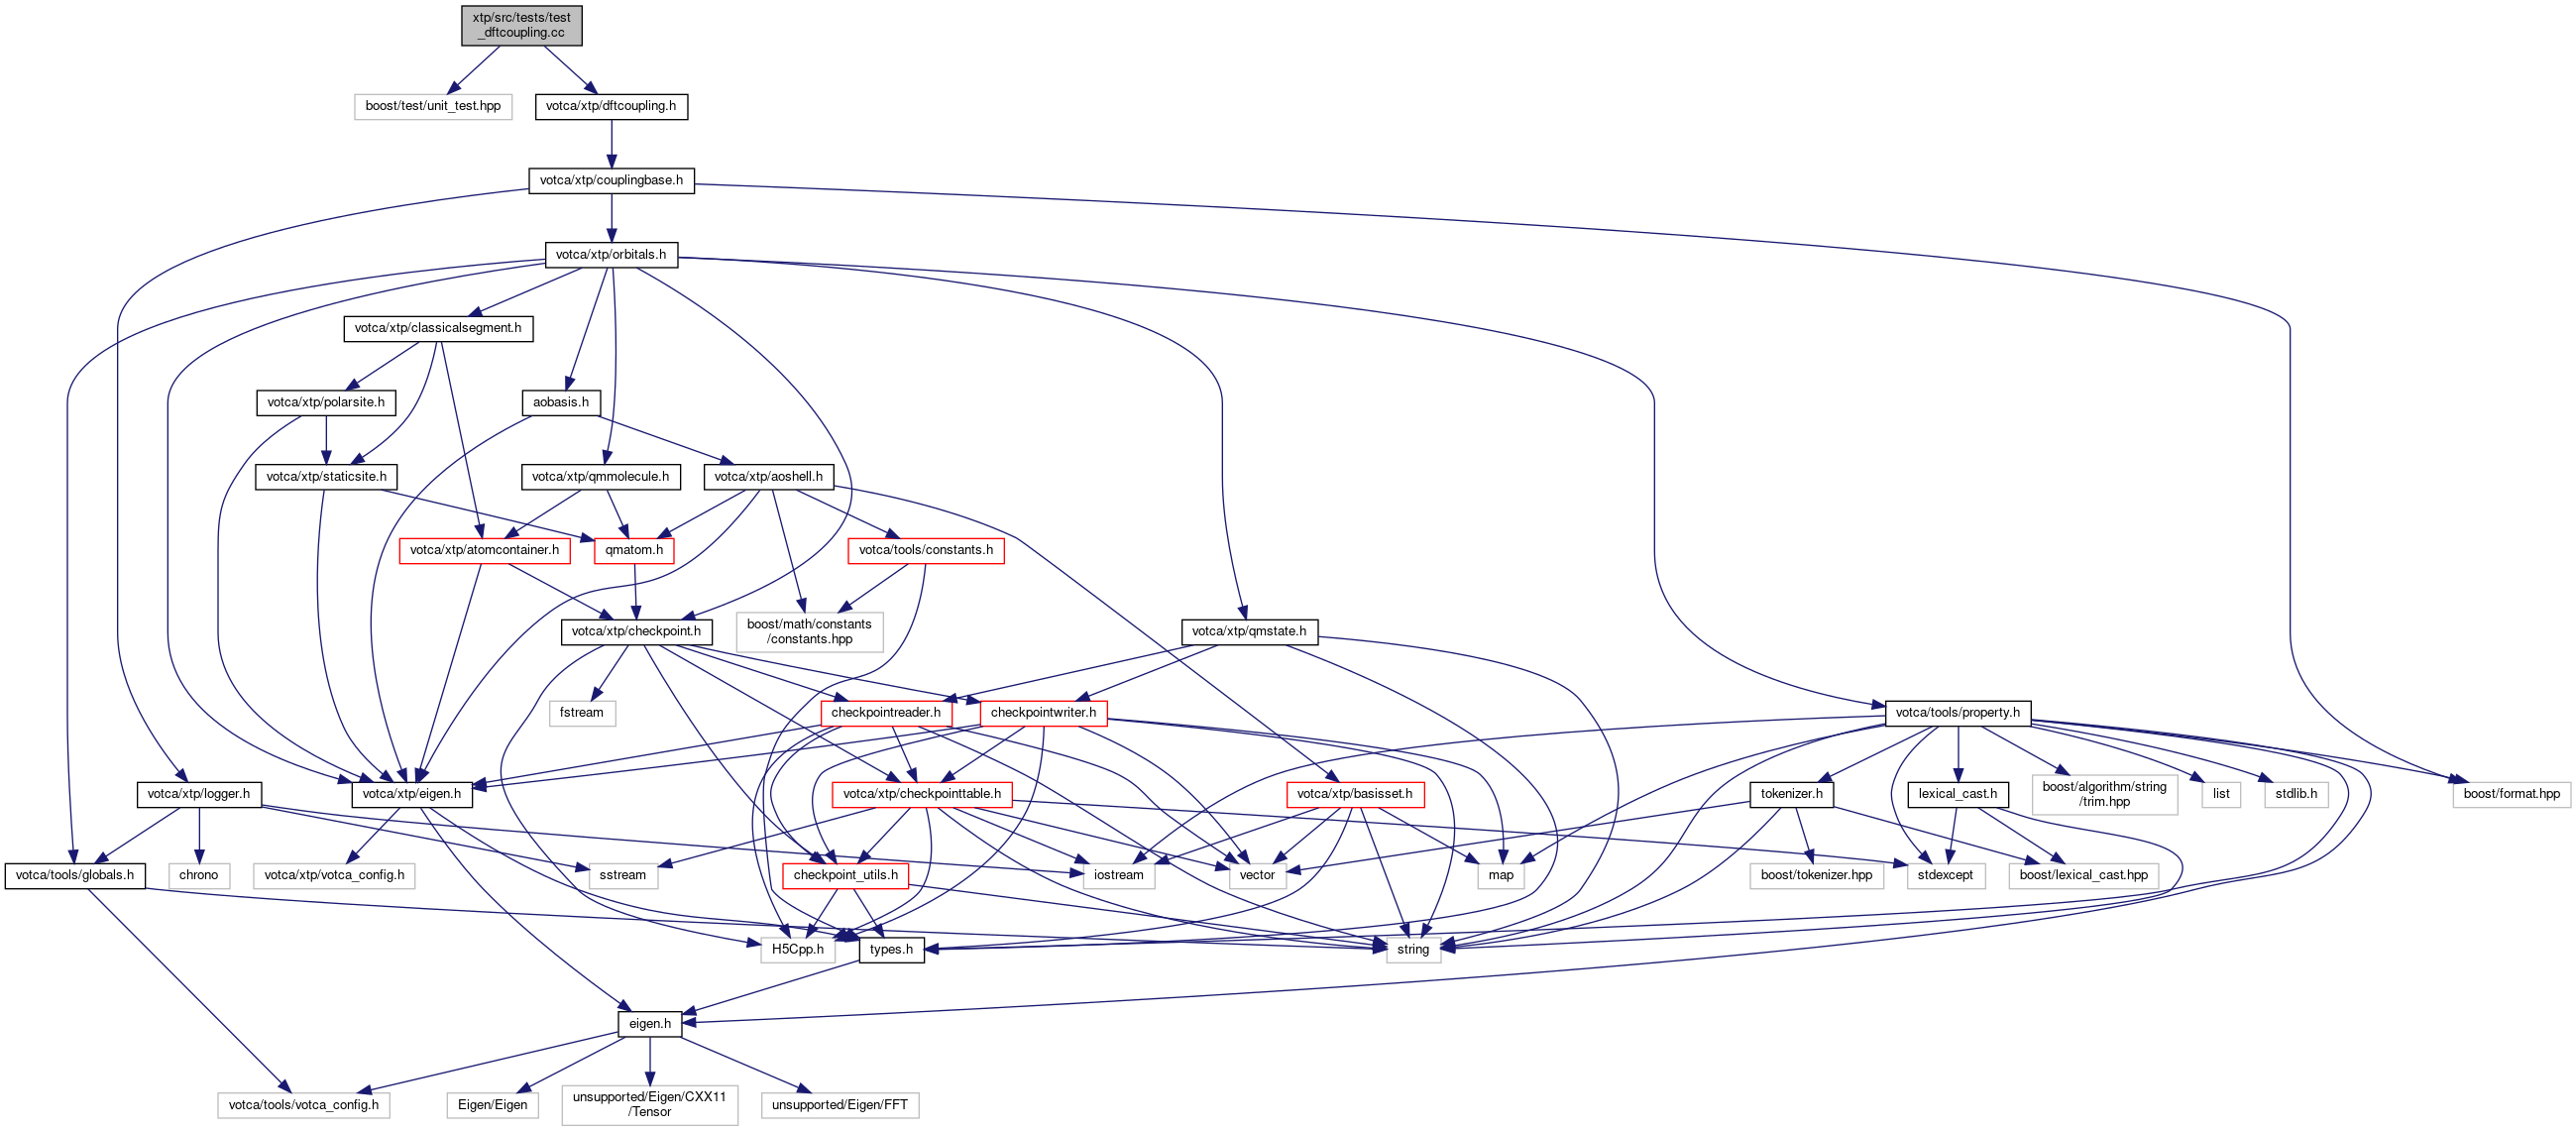 xtp/src/tests/test
_dftcoupling.cc
boost/test/unit_test.hpp
votca/xtp/dftcoupling.h
votca/xtp/couplingbase.h
votca/xtp/orbitals.h
votca/xtp/classicalsegment.h
votca/xtp/polarsite.h
aobasis.h
votca/xtp/staticsite.h
votca/xtp/qmmolecule.h
votca/xtp/aoshell.h
votca/xtp/atomcontainer.h
qmatom.h
votca/tools/constants.h
votca/xtp/checkpoint.h
boost/math/constants
/constants.hpp
votca/xtp/qmstate.h
fstream
checkpointreader.h
checkpointwriter.h
votca/tools/property.h
votca/xtp/logger.h
votca/xtp/eigen.h
votca/xtp/checkpointtable.h
votca/xtp/basisset.h
tokenizer.h
lexical_cast.h
boost/algorithm/string
/trim.hpp
list
stdlib.h
boost/format.hpp
votca/tools/globals.h
chrono
votca/xtp/votca_config.h
sstream
checkpoint_utils.h
iostream
vector
map
boost/tokenizer.hpp
stdexcept
boost/lexical_cast.hpp
H5Cpp.h
types.h
string
eigen.h
votca/tools/votca_config.h
Eigen/Eigen
unsupported/Eigen/CXX11
/Tensor
unsupported/Eigen/FFT